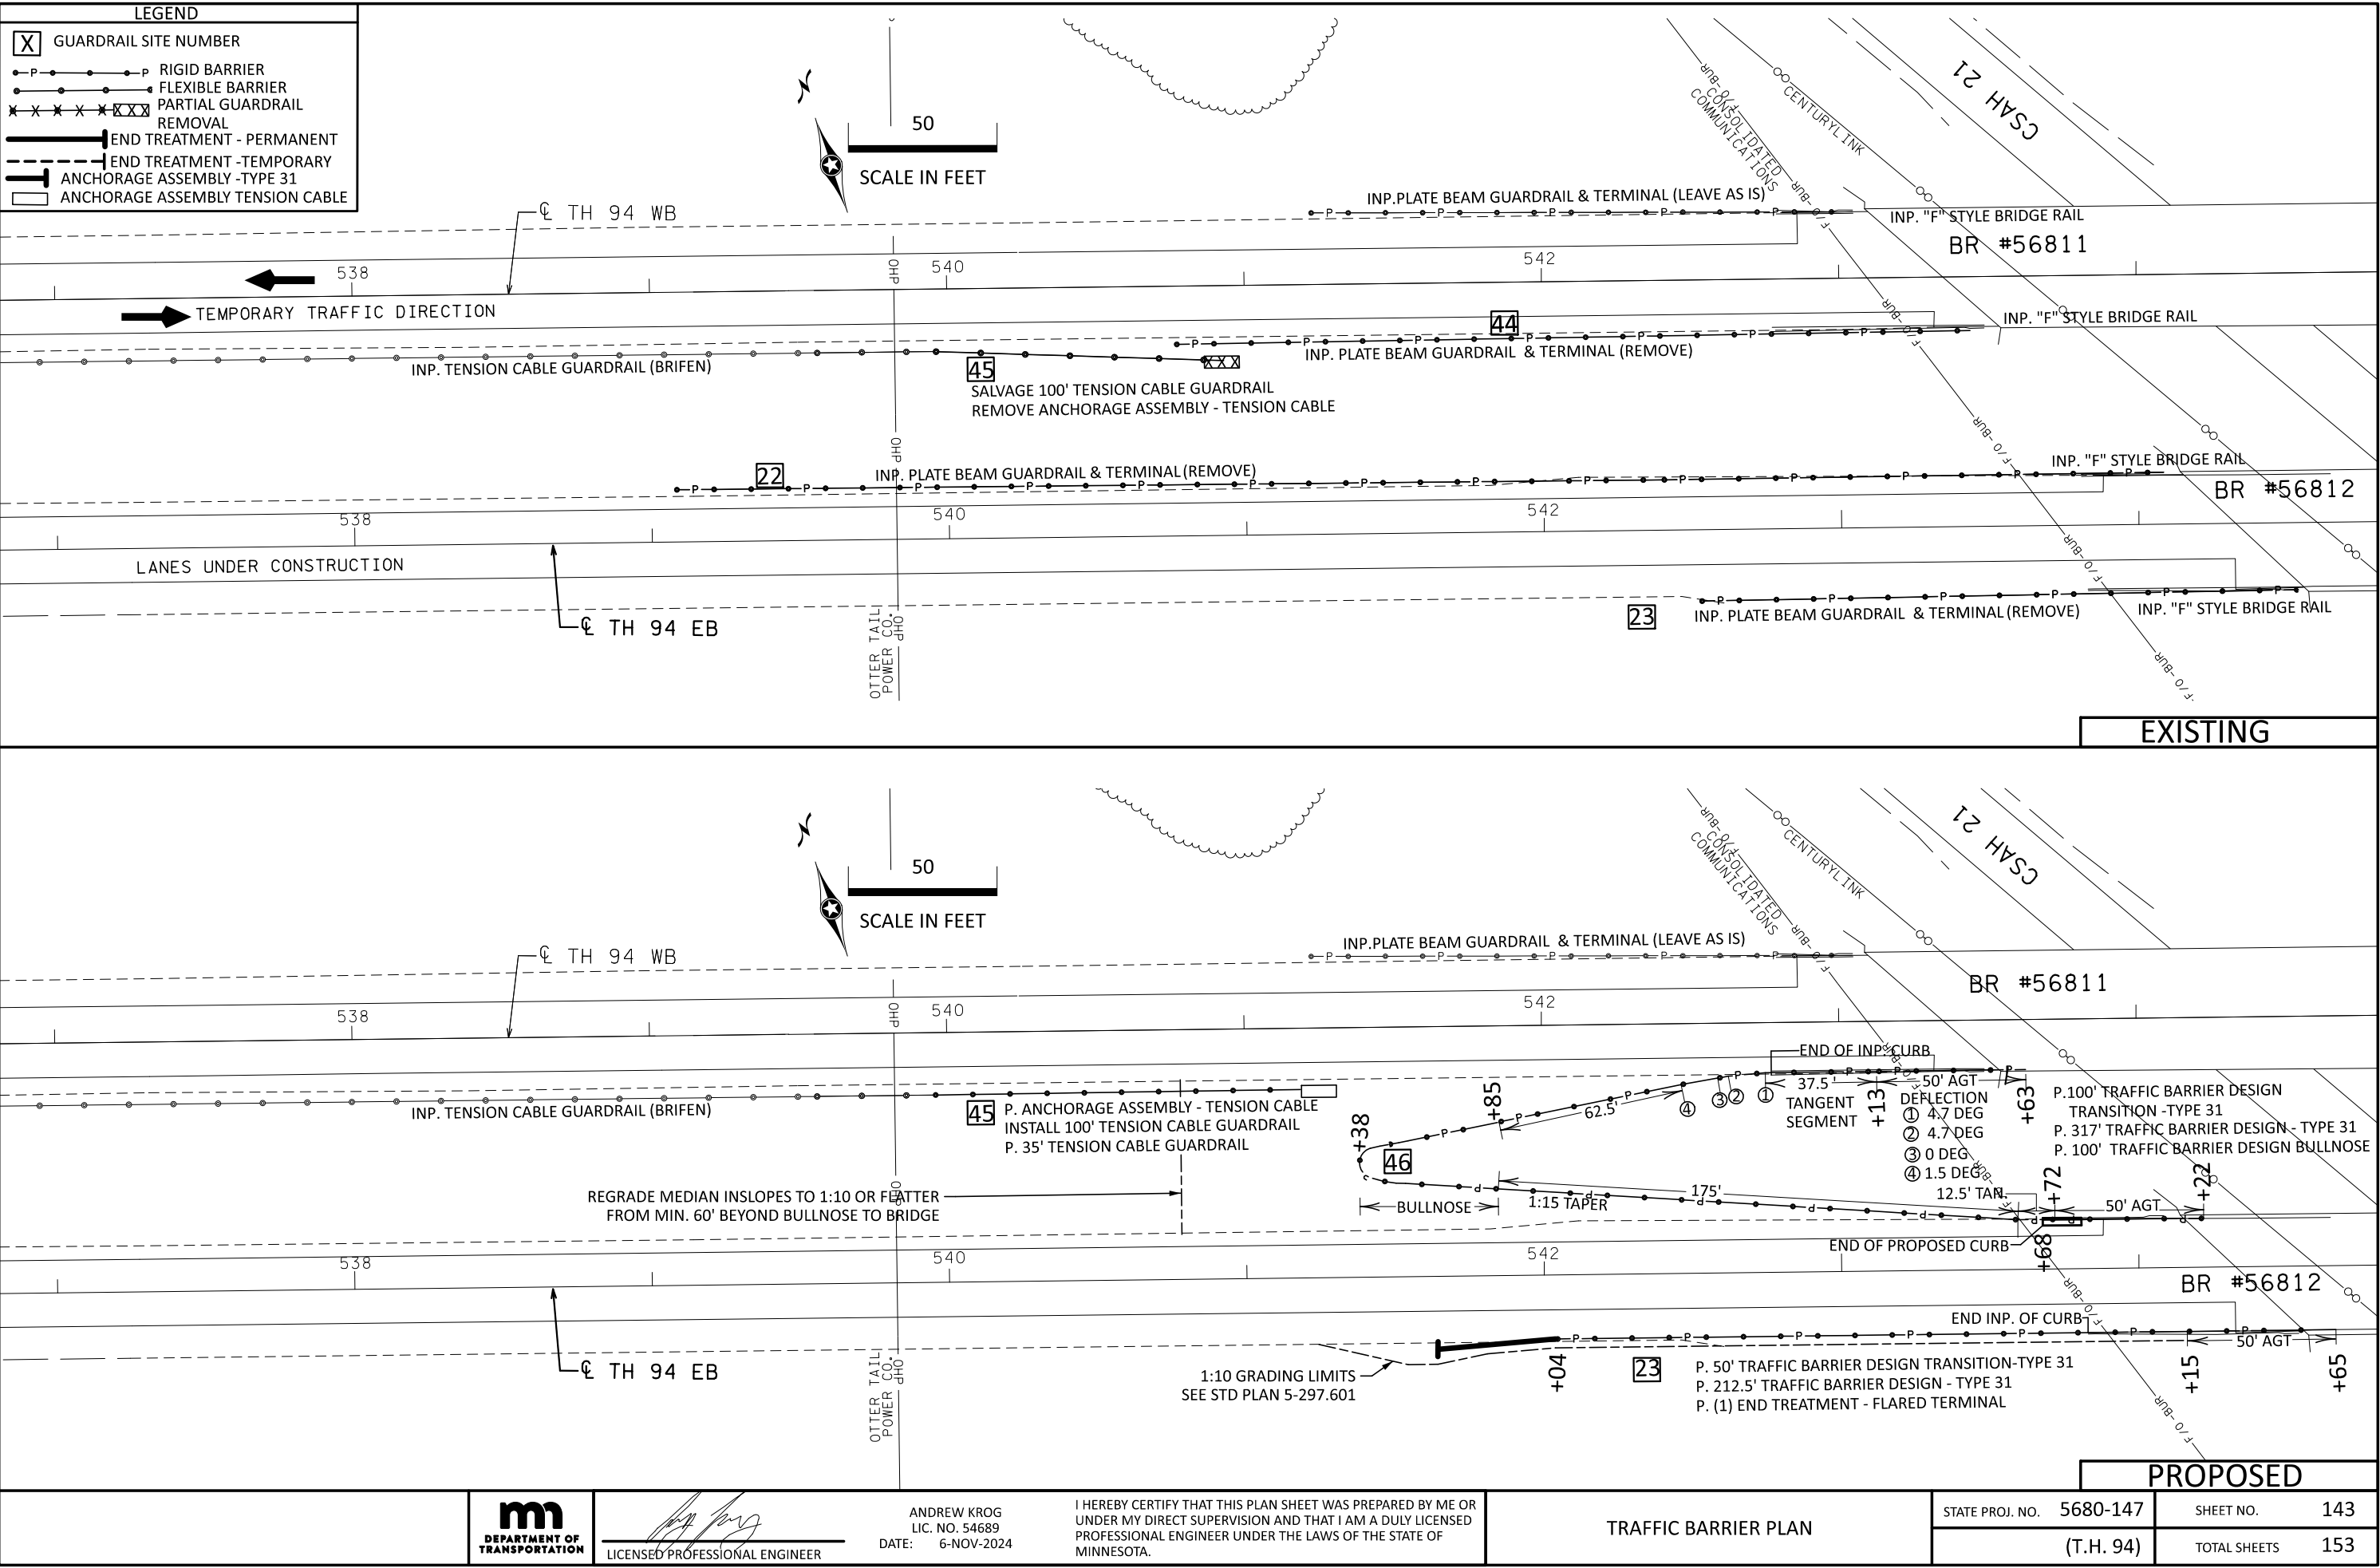 LEGEND
X GUARDRAIL SITE NUMBER
P P RIGID BARRIER
FLEXIBLE BARRIER
X X X X X XXX PARTIAL GUARDRAIL
REMOVAL
END TREATMENT - PERMANENT
END TREATMENT -TEMPORARY
ANCHORAGE ASSEMBLY -TYPE 31
ANCHORAGE ASSEMBLY TENSION CABLE
50
SCALE IN FEET
F/O-BUR
CONSOLIDATED
COMMUNICATIONS
CENTURYLINK
CSAH 21
℄ TH 94 WB
INP.PLATE BEAM GUARDRAIL & TERMINAL (LEAVE AS IS)
INP. "F" STYLE BRIDGE RAIL
BR #56811
538
540
542
OHP
TEMPORARY TRAFFIC DIRECTION
44
INP. "F" STYLE BRIDGE RAIL
INP. PLATE BEAM GUARDRAIL & TERMINAL (REMOVE)
INP. TENSION CABLE GUARDRAIL (BRIFEN)
45
XXX
SALVAGE 100' TENSION CABLE GUARDRAIL
REMOVE ANCHORAGE ASSEMBLY - TENSION CABLE
OHP
22
INP. PLATE BEAM GUARDRAIL & TERMINAL (REMOVE)
INP. "F" STYLE BRIDGE RAIL
BR #56812
538
540
542
LANES UNDER CONSTRUCTION
℄ TH 94 EB
OTTER TAIL
POWER CO.
OHP
23
INP. PLATE BEAM GUARDRAIL & TERMINAL (REMOVE)
INP. "F" STYLE BRIDGE RAIL
F/O-BUR
EXISTING
50
SCALE IN FEET
F/O-BUR
CONSOLIDATED
COMMUNICATIONS
CENTURYLINK
CSAH 21
℄ TH 94 WB
INP.PLATE BEAM GUARDRAIL & TERMINAL (LEAVE AS IS)
BR #56811
538
540
542
OHP
END OF INP. CURB
INP. TENSION CABLE GUARDRAIL (BRIFEN)
45
P. ANCHORAGE ASSEMBLY - TENSION CABLE
INSTALL 100' TENSION CABLE GUARDRAIL
P. 35' TENSION CABLE GUARDRAIL
+38
+85
62.5'
4 3 2 1
37.5'
TANGENT
SEGMENT
+13
50' AGT
DEFLECTION
1 4.7 DEG
2 4.7 DEG
3 0 DEG
4 1.5 DEG
+63
P.100' TRAFFIC BARRIER DESIGN
TRANSITION -TYPE 31
P. 317' TRAFFIC BARRIER DESIGN - TYPE 31
P. 100' TRAFFIC BARRIER DESIGN BULLNOSE
46
REGRADE MEDIAN INSLOPES TO 1:10 OR FLATTER
FROM MIN. 60' BEYOND BULLNOSE TO BRIDGE
OHP
BULLNOSE
1:15 TAPER
175'
12.5' TAN.
+72
50' AGT
+22
END OF PROPOSED CURB
+68
538
540
542
BR #56812
END INP. OF CURB
50' AGT
℄ TH 94 EB
OTTER TAIL
POWER CO.
OHP
1:10 GRADING LIMITS
SEE STD PLAN 5-297.601
+04
23
P. 50' TRAFFIC BARRIER DESIGN TRANSITION-TYPE 31
P. 212.5' TRAFFIC BARRIER DESIGN - TYPE 31
P. (1) END TREATMENT - FLARED TERMINAL
+15
+65
F/O-BUR
PROPOSED
mn
DEPARTMENT OF
TRANSPORTATION
LICENSED PROFESSIONAL ENGINEER
ANDREW KROG
LIC. NO. 54689
DATE: 6-NOV-2024
I HEREBY CERTIFY THAT THIS PLAN SHEET WAS PREPARED BY ME OR
UNDER MY DIRECT SUPERVISION AND THAT I AM A DULY LICENSED
PROFESSIONAL ENGINEER UNDER THE LAWS OF THE STATE OF
MINNESOTA.
TRAFFIC BARRIER PLAN
STATE PROJ. NO. 5680-147
(T.H. 94)
SHEET NO. 143
TOTAL SHEETS 153